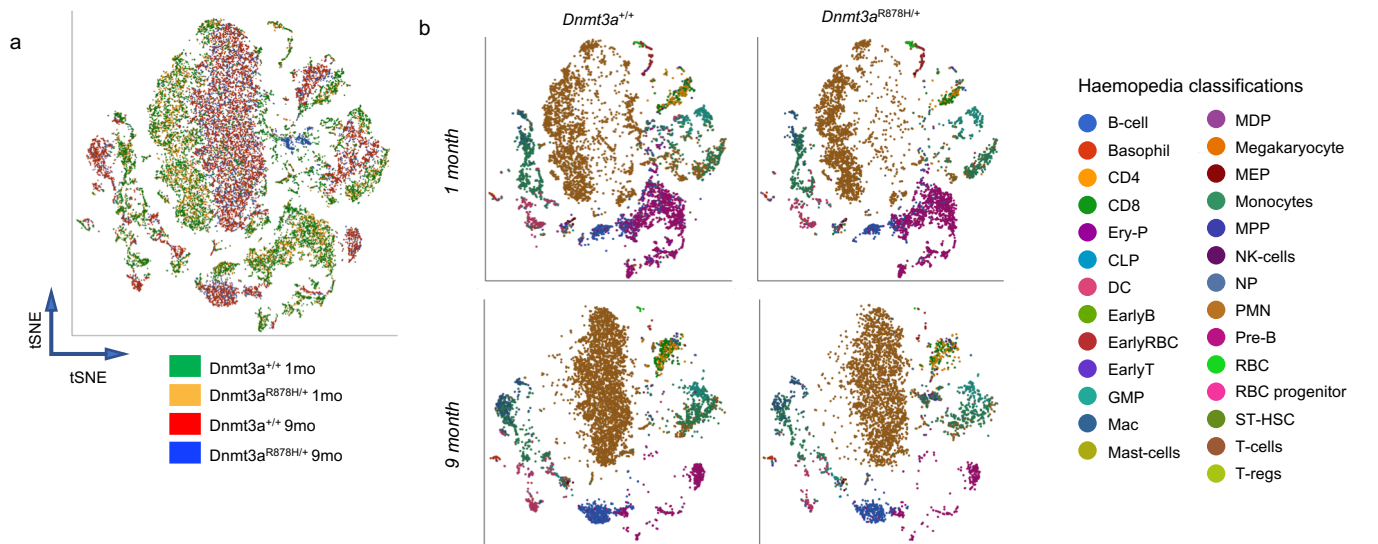 a
tSNE
tSNE
Dnmt3a+/+ 1mo
Dnmt3aR878H/+ 1mo
Dnmt3a+/+ 9mo
Dnmt3aR878H/+ 9mo
b
Dnmt3a+/+
Dnmt3aR878H/+
1 month
9 month
Haemopedia classifications
B-cell
Basophil
CD4
CD8
Ery-P
CLP
DC
EarlyB
EarlyRBC
EarlyT
GMP
Mac
Mast-cells
MDP
Megakaryocyte
MEP
Monocytes
MPP
NK-cells
NP
PMN
Pre-B
RBC
RBC progenitor
ST-HSC
T-cells
T-regs